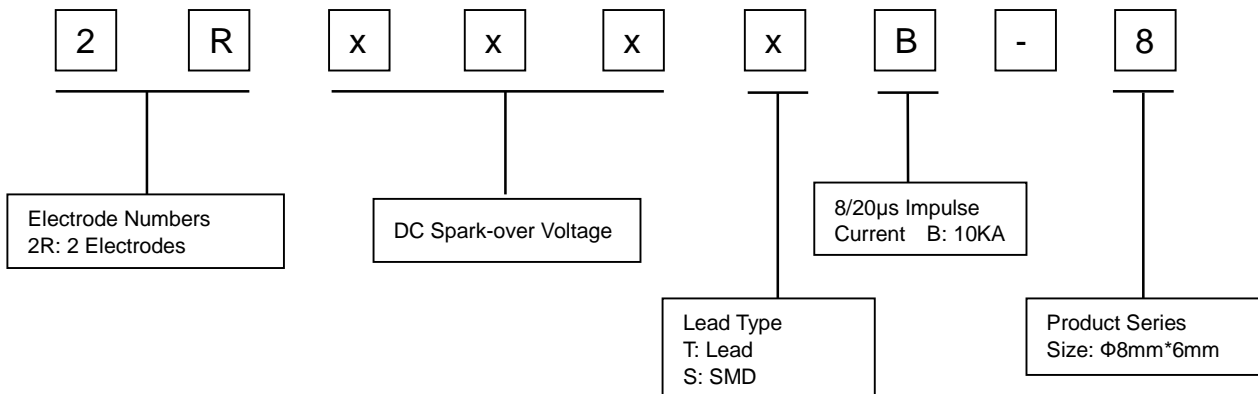 2 R x x x x B - 8
Electrode Numbers
2R: 2 Electrodes
DC Spark-over Voltage
8/20µs Impulse
Current B: 10KA
Lead Type
T: Lead
S: SMD
Product Series
Size: Φ8mm*6mm